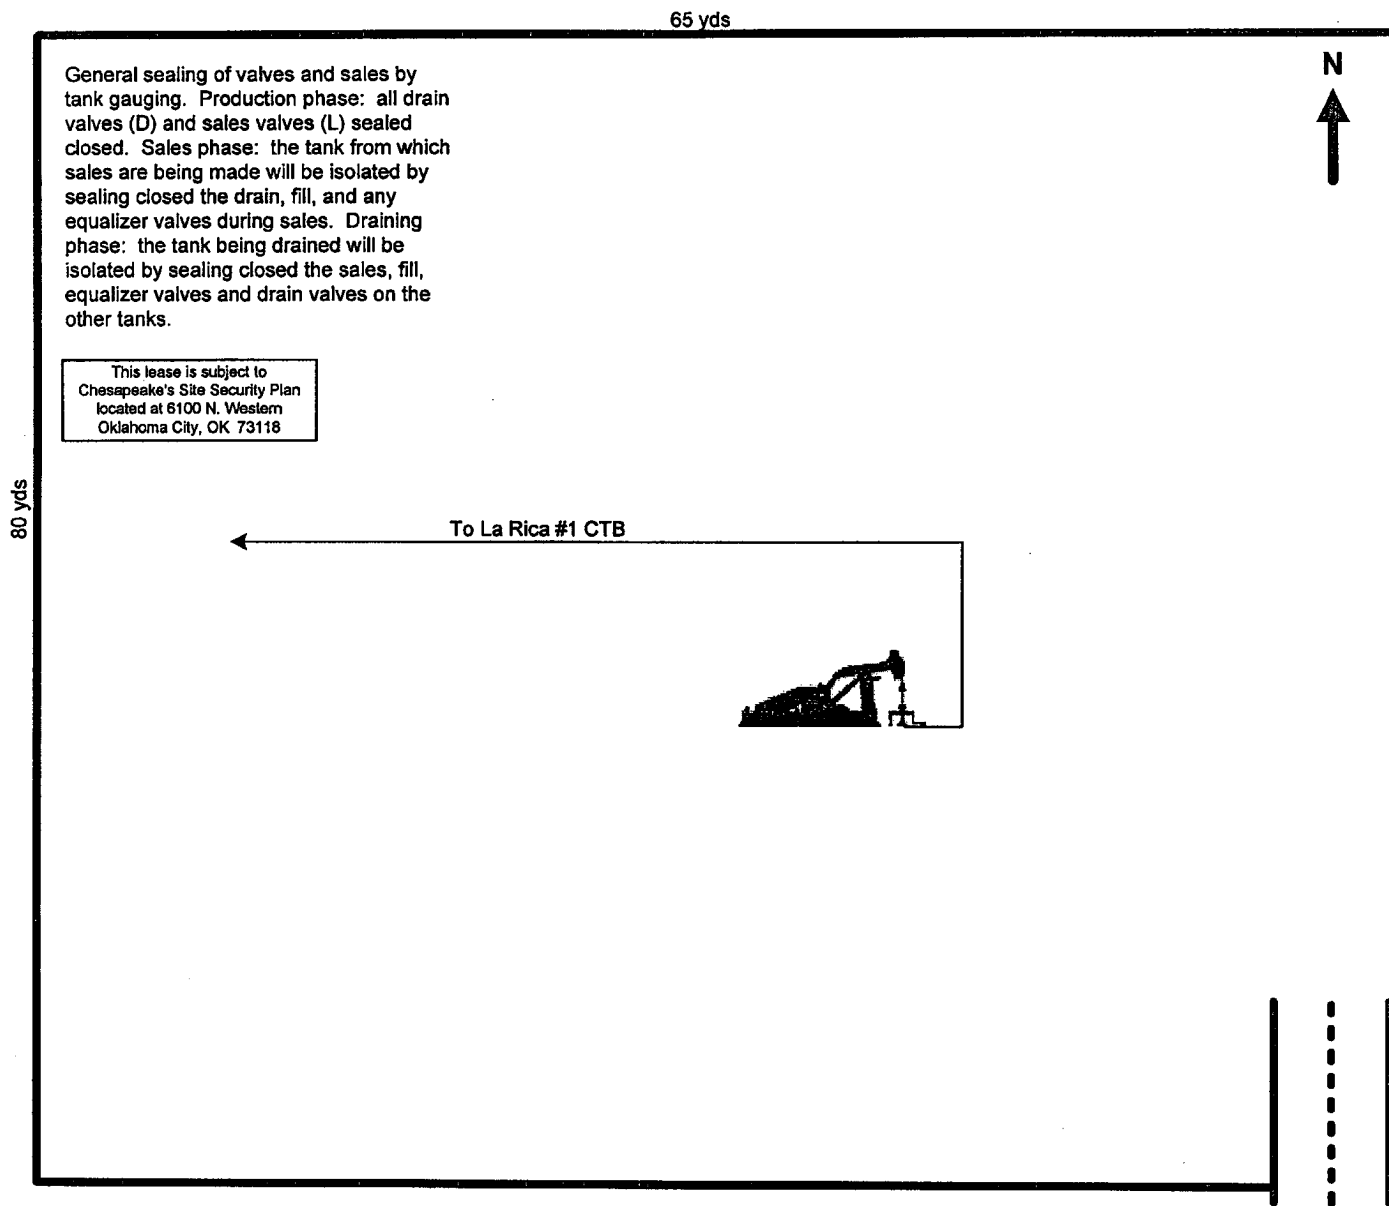 65 yds
N
General sealing of valves and sales by
tank gauging. Production phase: all drain
valves (D) and sales valves (L) sealed
closed. Sales phase: the tank from which
sales are being made will be isolated by
sealing closed the drain, fill, and any
equalizer valves during sales. Draining
phase: the tank being drained will be
isolated by sealing closed the sales, fill,
equalizer valves and drain valves on the
other tanks.
This lease is subject to
Chesapeake's Site Security Plan
located at 6100 N. Western
Oklahoma City, OK 73118
80 yds
To La Rica #1 CTB